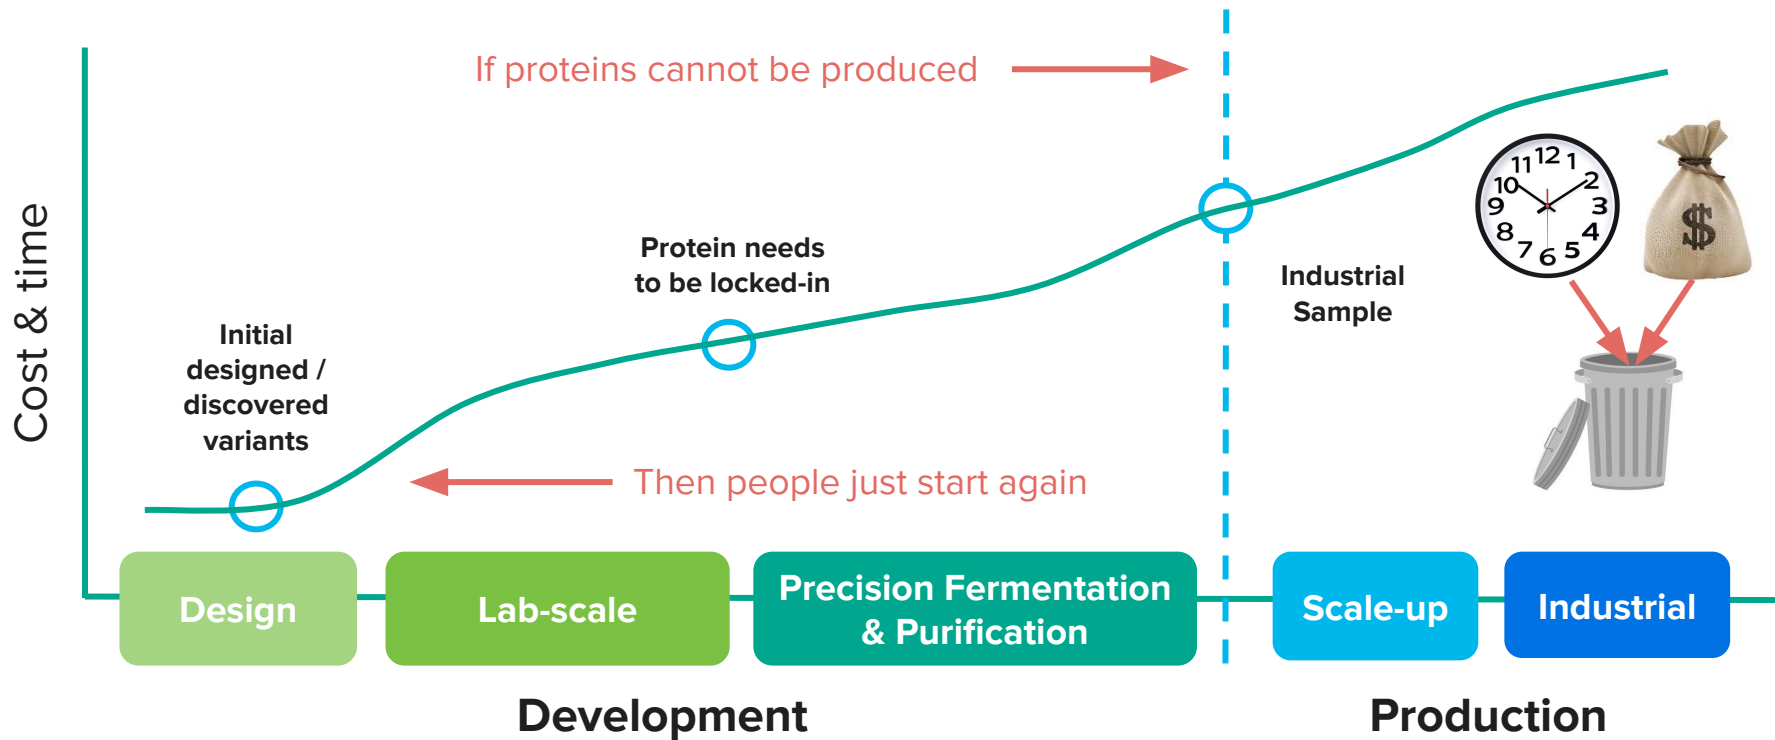 If proteins cannot be produced
Cost & time
Initial
designed /
discovered
variants
Protein needs
to be locked-in
Industrial
Sample
12
1
2
3
4
5
6
7
8
9
10
11
$
Then people just start again
Design
Lab-scale
Precision Fermentation
& Purification
Scale-up
Industrial
Development
Production